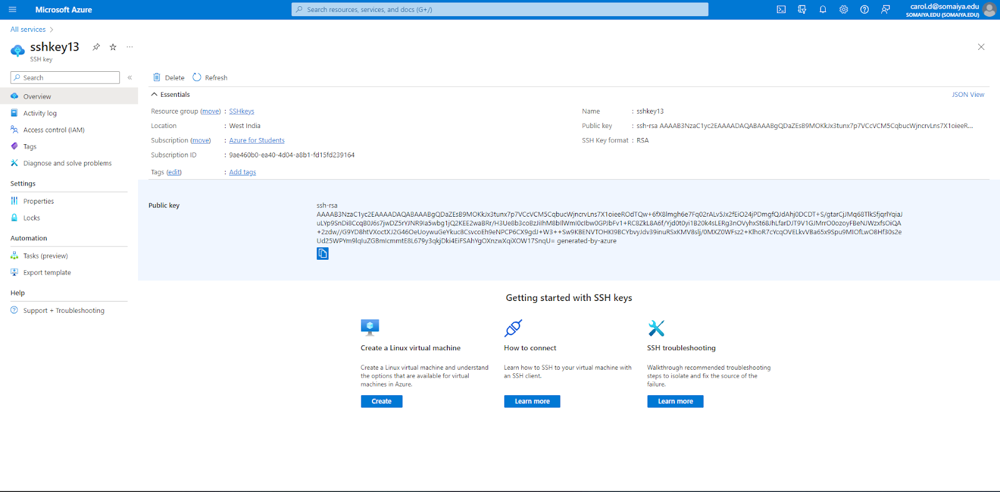 Microsoft Azure
Search resources, services, and docs (G+/)
carol.d@somaiya.edu
SOMAIYA.EDU (SOMAIYA.EDU)
All services
sshkey13
SSH key
Search
Overview
Activity log
Access control (IAM)
Tags
Diagnose and solve problems
Settings
Properties
Locks
Automation
Tasks (preview)
Export template
Help
Support + Troubleshooting
Delete Refresh
Essentials
JSON View
Resource group (move) : SSHkeys
Location : West India
Subscription (move) : Azure for Students
Subscription ID : 9ae460b0-ea40-4d04-a8b1-fd15fd239164
Tags (edit) : Add tags
Name : sshkey13
Public key : ssh-rsa AAAAB3NzaC1yc2EAAAADAQABAAABgQDaZEsB9MOKkJx3tunx7p7VCcVCM5CqbucWjncrvLns7X1oieeR...
SSH Key format : RSA
Public key
ssh-rsa
AAAAB3NzaC1yc2EAAAADAQABAAABgQDaZEsB9MOKkJx3tunx7p7VCcVCM5CqbucWjncrvLns7X1oieeROdTQw+6fX8lmgh6e7Fq02rALv5Jx2fEiO24jPDmgfQJdAhj0DCDT+S/gtarCjJMq68TlkSfjqrlYqiaJ
uLYp9SnDi8CcqB0J6s7jwDZ5rYJNR9Ia5wbg1jQ2KEE2waBRr/H3Ue8b3coBzJiIhM8bIlWmI0cIbw0GPJbFv1+RC8ZkL8A6f/Yjd0t0yi1B20k4sLERg3nOVyhxSt68JhLfarDJT9V1GJMrrO0ozoyFBeNJWzxfsOiQA
+2zdw//G9YD8htVXoctXJ2G46OeUoywuGeYkuc8CsvcoEh9eNPCP6CX9gdJ+W3++Sw9KBENVTOHKI9BCYbvyJdv39inuRSxKMV8slj/0MXZ0WFsz2+KlhoR7cYcqOVELkvVBa65x9Spu9MIOfLwO8Hf30s2e
Ud25WPYm9lqIuZGBmIcmmtE8L679y3qkjDki4EiFSAhYgOXnzwXqiXOW17SnqU= generated-by-azure
Getting started with SSH keys
Create a Linux virtual machine
Create a Linux virtual machine and understand
the options that are available for virtual
machines in Azure.
Create
How to connect
Learn how to SSH to your virtual machine with
an SSH client.
Learn more
SSH troubleshooting
Walkthrough recommended troubleshooting
steps to isolate and fix the source of the
failure.
Learn more